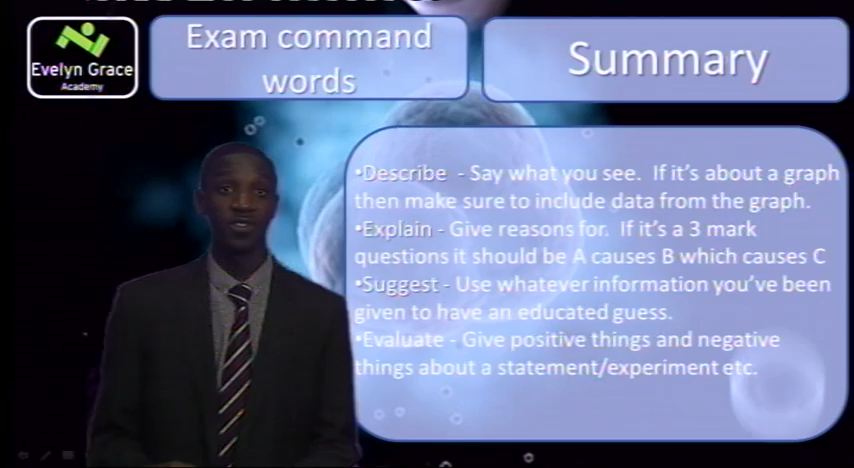 Evelyn Grace
Academy
Exam command
words
Summary
•Describe - Say what you see. If it's about a graph
then make sure to include data from the graph.
•Explain - Give reasons for. If it's a 3 mark
questions it should be A causes B which causes C
•Suggest - Use whatever information you've been
given to have an educated guess.
•Evaluate - Give positive things and negative
things about a statement/experiment etc.